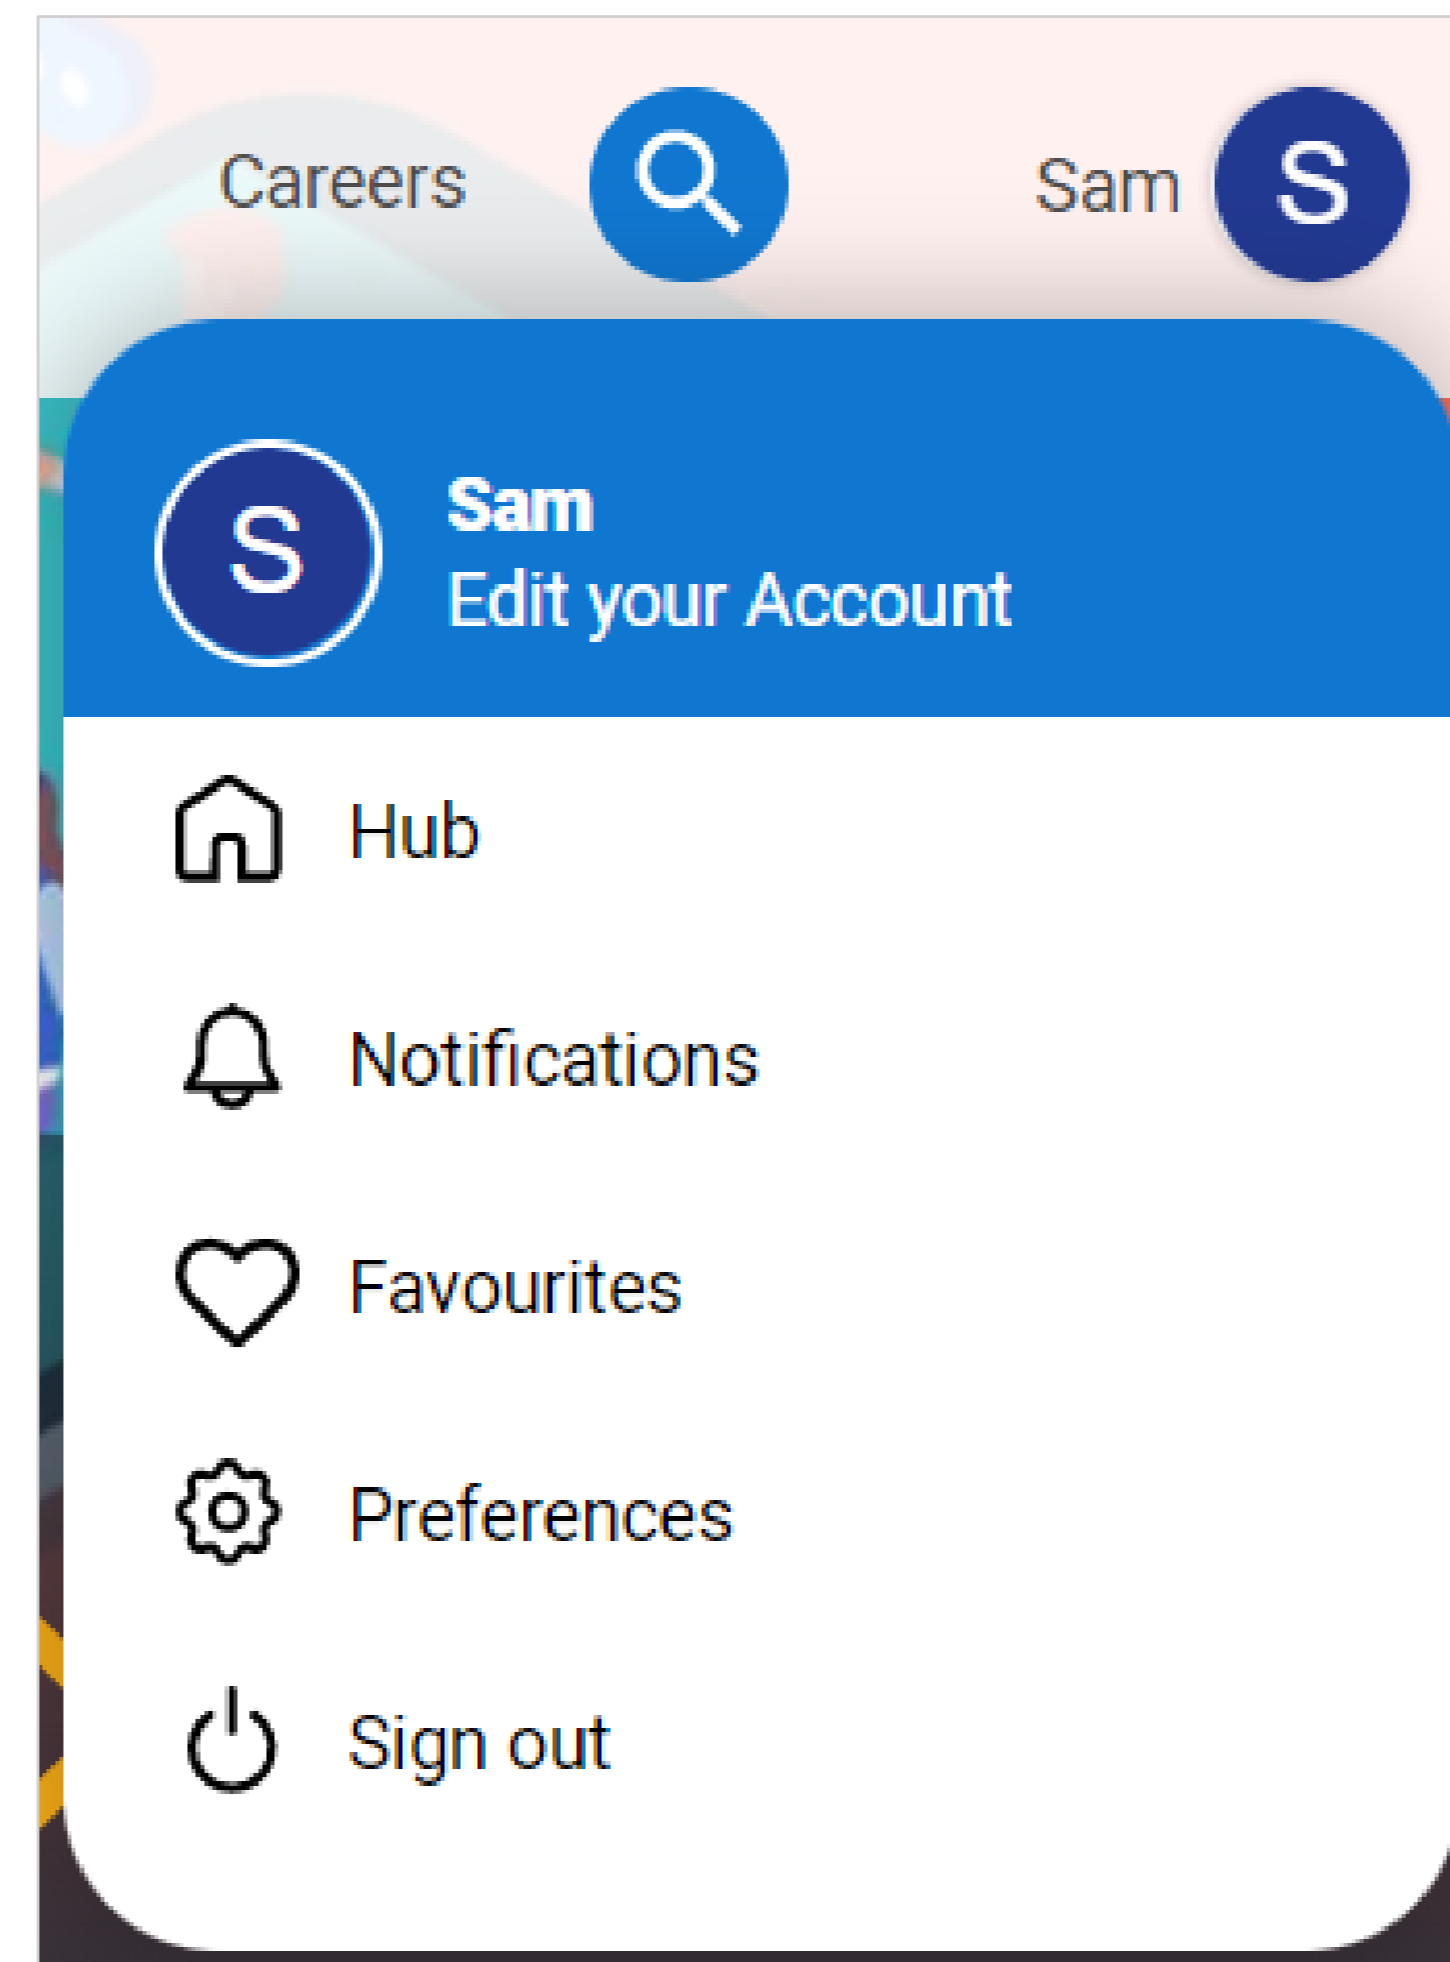 Careers
Sam
S
S
Sam
Edit your Account
Hub
Notifications
Favourites
Preferences
Sign out